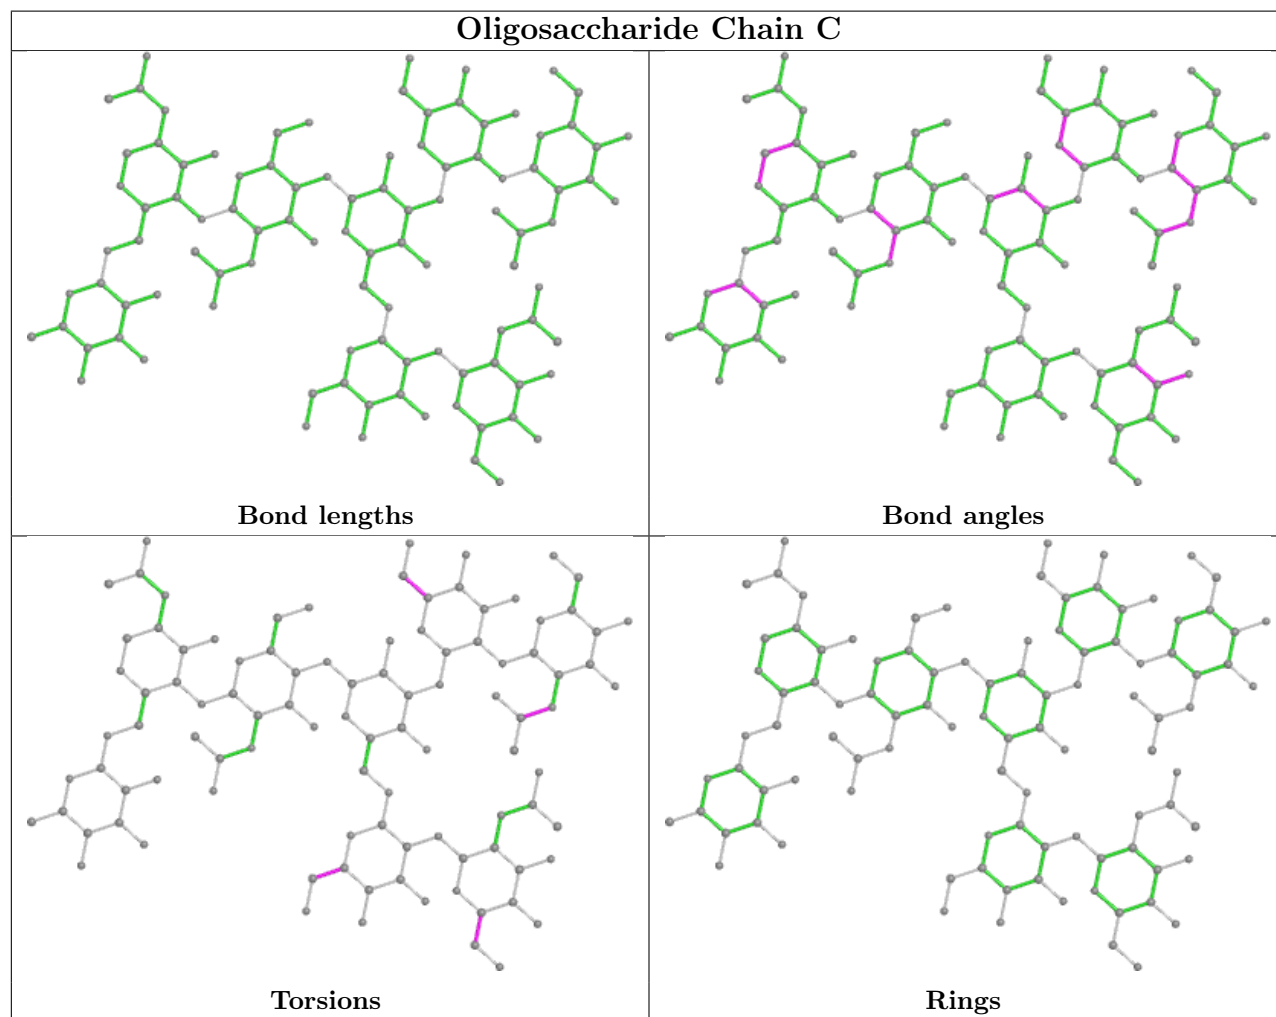 Oligosaccharide Chain C
Bond lengths
Bond angles
Torsions
Rings